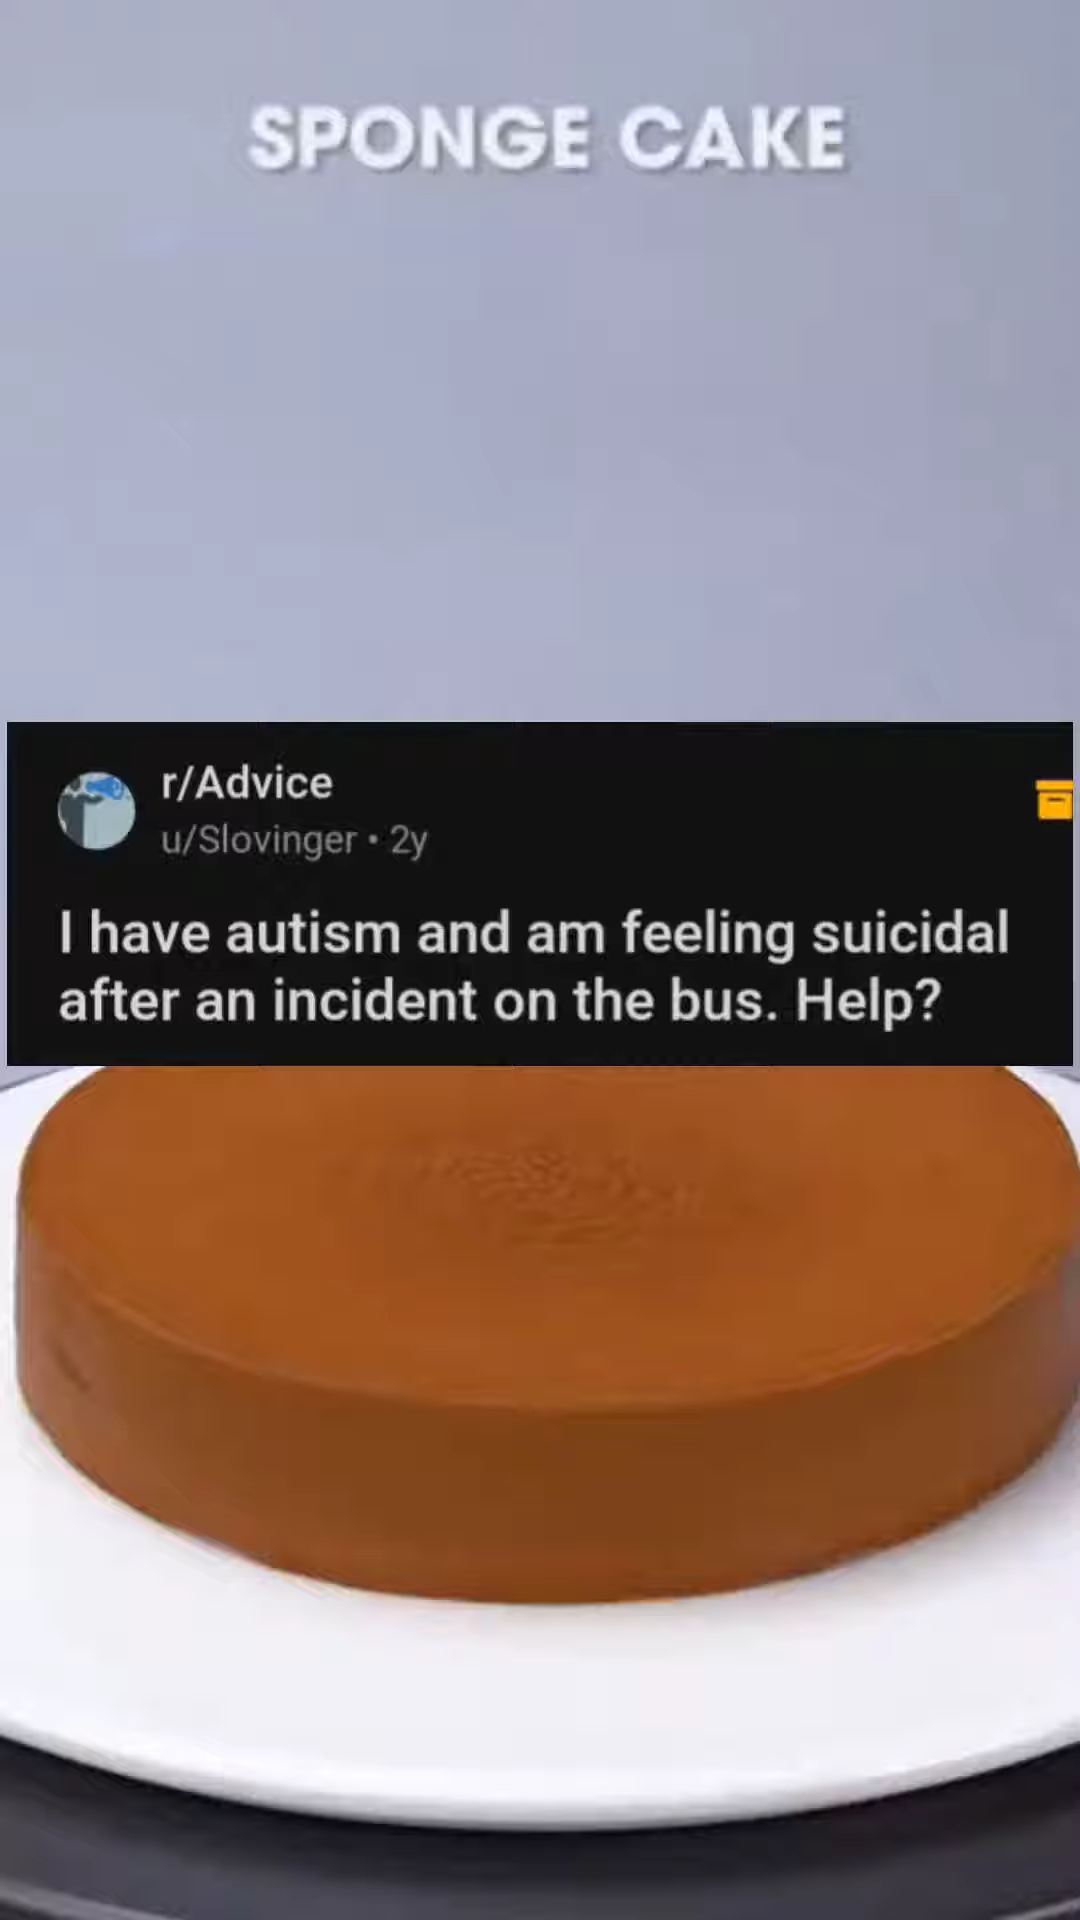 SPONGE CAKE
r/Advice
u/Slovinger • 2y
I have autism and am feeling suicidal
after an incident on the bus. Help?